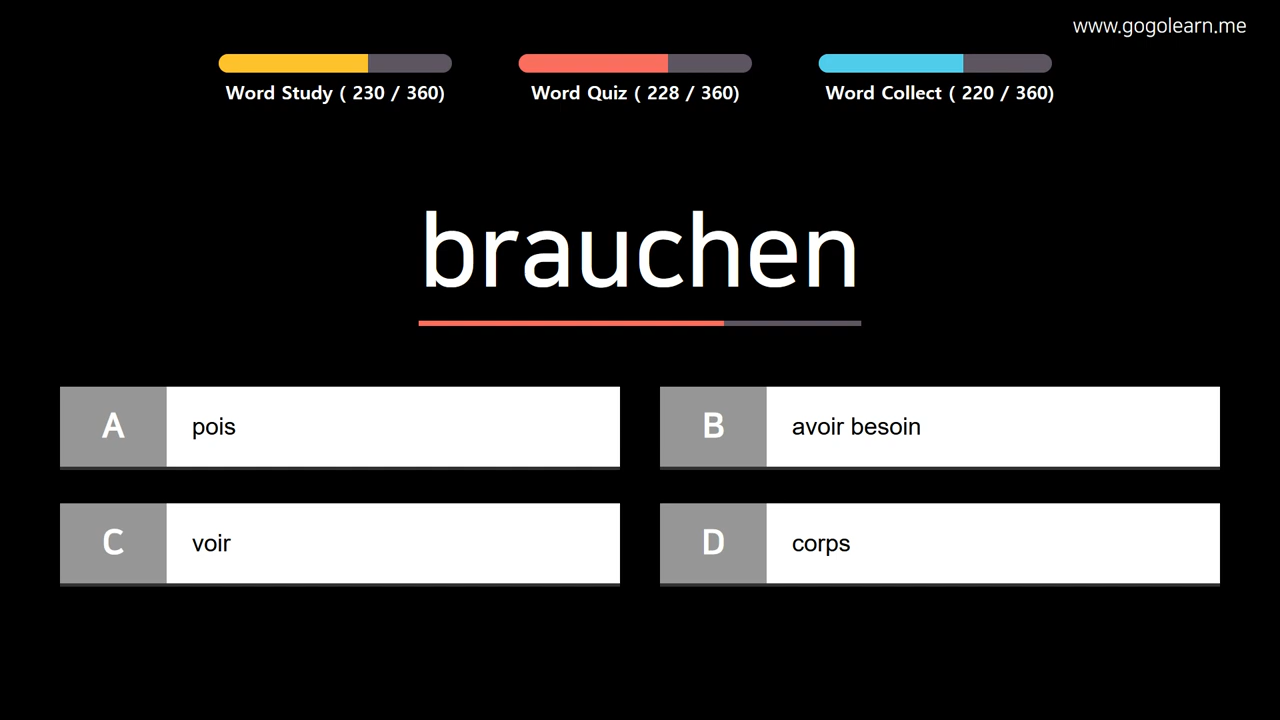 www.gogolearn.me
Word Study ( 230 / 360)
Word Quiz ( 228 / 360)
Word Collect ( 220 / 360)
brauchen
A pois
B avoir besoin
C voir
D corps